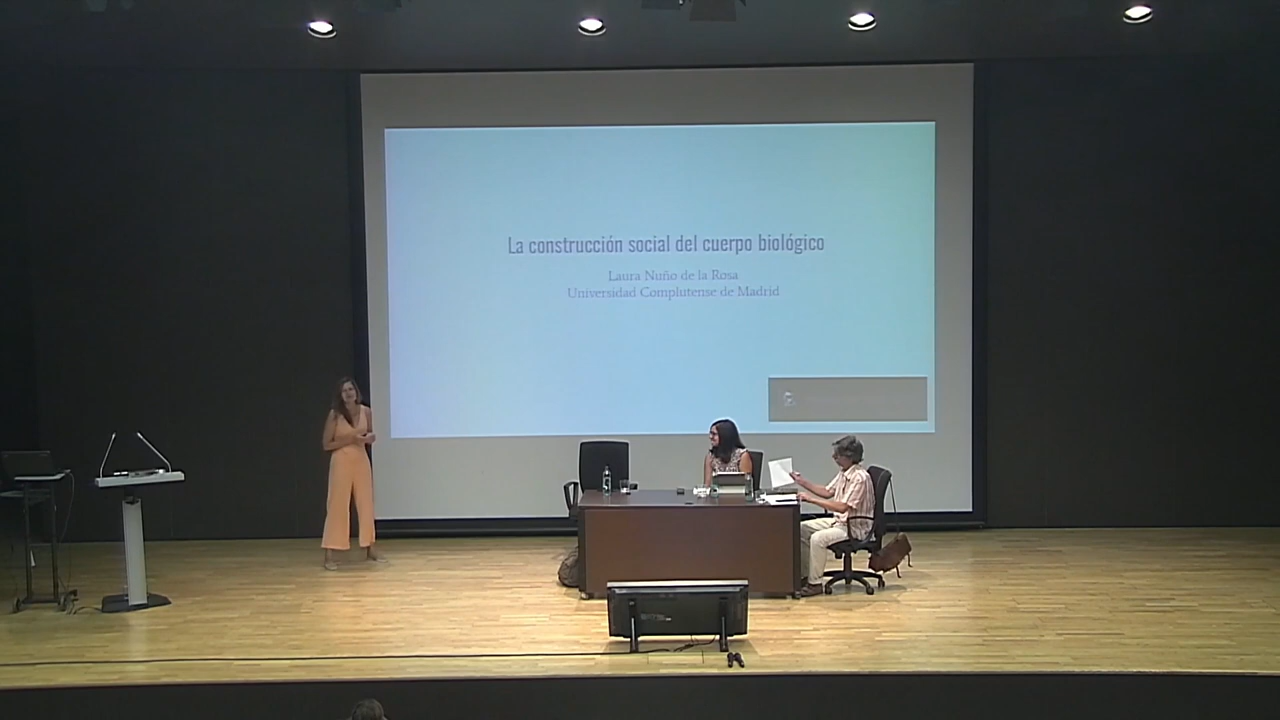 La construcción social del cuerpo biológico
Laura Nuño de la Rosa
Universidad Complutense de Madrid